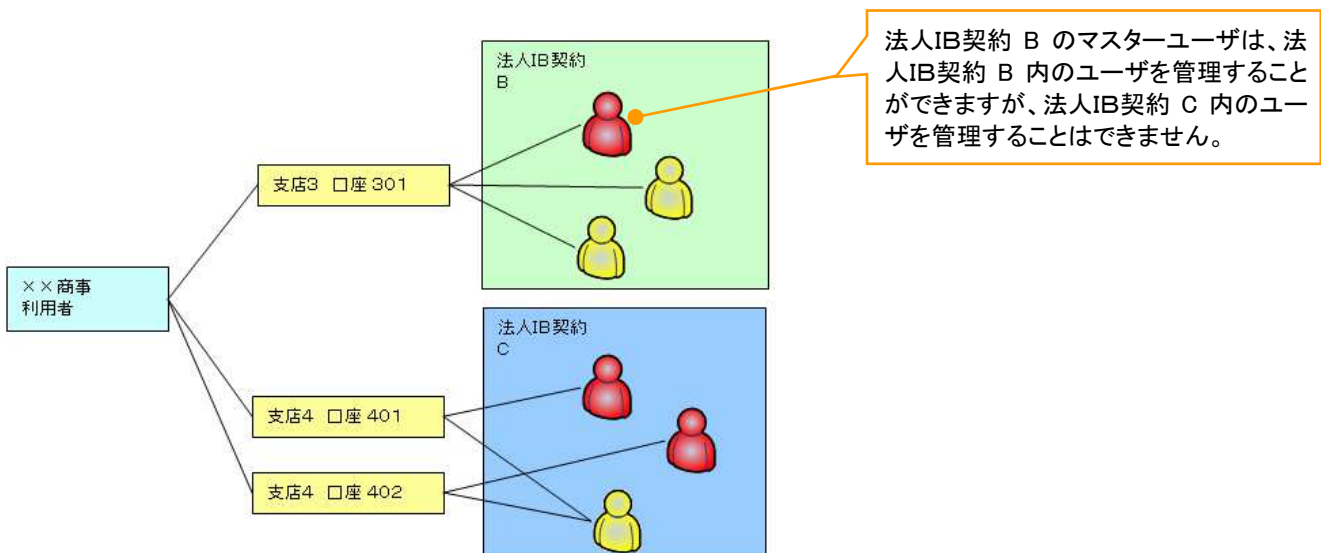 法人IB契約
B
法人IB契約 B のマスターユーザは、法
人IB契約 B 内のユーザを管理すること
ができますが、法人IB契約 C 内のユー
ザを管理することはできません。
支店3 口座 301
××商事
利用者
法人IB契約
C
支店4 口座 401
支店4 口座 402